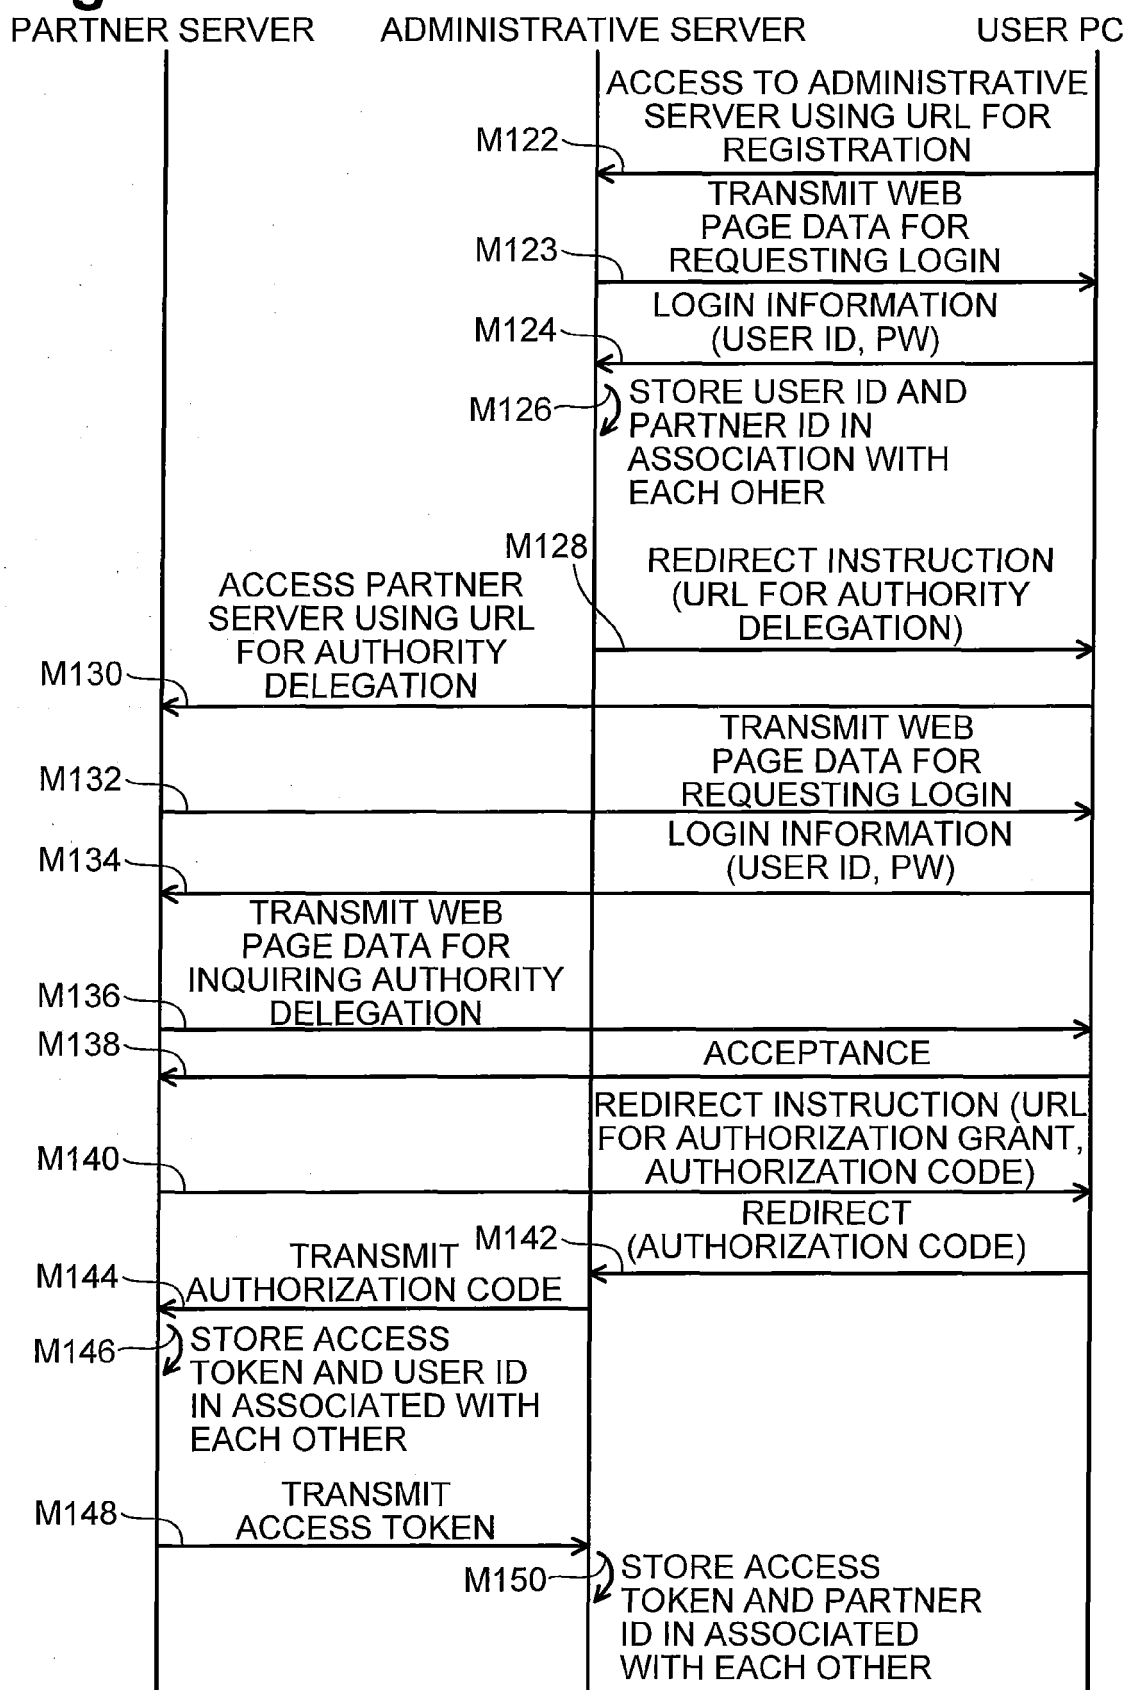 g
PARTNER SERVER
ADMINISTRATIVE SERVER
USER PC
ACCESS TO ADMINISTRATIVE
SERVER USING URL FOR
REGISTRATION
M122
TRANSMIT WEB
PAGE DATA FOR
REQUESTING LOGIN
M123
LOGIN INFORMATION
(USER ID, PW)
M124
STORE USER ID AND
PARTNER ID IN
ASSOCIATION WITH
EACH OHER
M126
M128
REDIRECT INSTRUCTION
(URL FOR AUTHORITY
DELEGATION)
ACCESS PARTNER
SERVER USING URL
FOR AUTHORITY
DELEGATION
M130
TRANSMIT WEB
PAGE DATA FOR
REQUESTING LOGIN
M132
LOGIN INFORMATION
(USER ID, PW)
M134
TRANSMIT WEB
PAGE DATA FOR
INQUIRING AUTHORITY
DELEGATION
M136
M138
ACCEPTANCE
REDIRECT INSTRUCTION (URL
FOR AUTHORIZATION GRANT,
AUTHORIZATION CODE)
M140
REDIRECT
(AUTHORIZATION CODE)
M142
TRANSMIT
AUTHORIZATION CODE
M144
STORE ACCESS
TOKEN AND USER ID
IN ASSOCIATED WITH
EACH OTHER
M146
TRANSMIT
ACCESS TOKEN
M148
STORE ACCESS
TOKEN AND PARTNER
ID IN ASSOCIATED
WITH EACH OTHER
M150